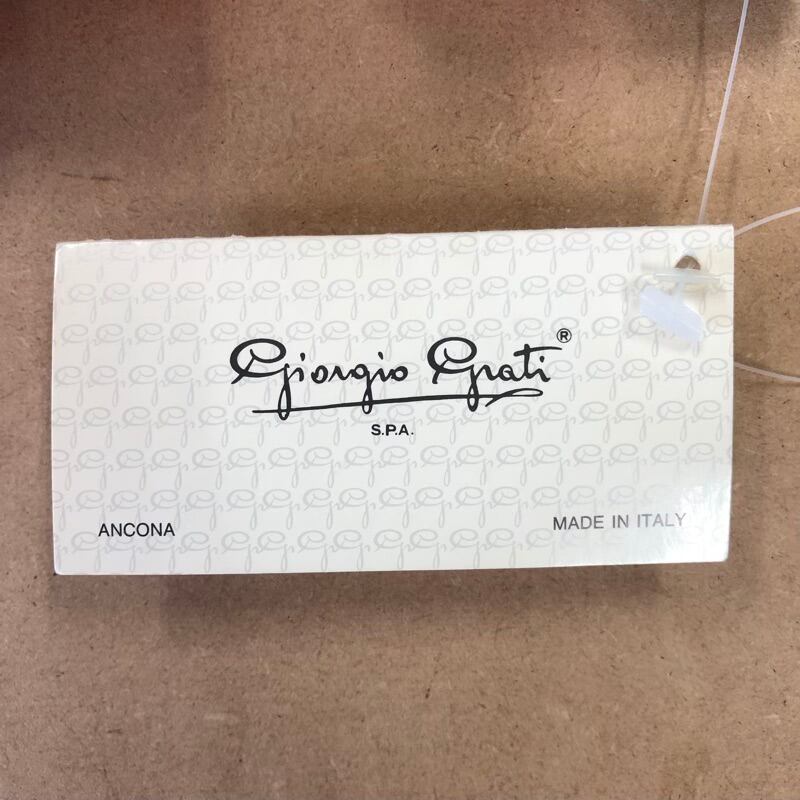 Giorgio Grati®
S.P.A.
ANCONA
MADE IN ITALY